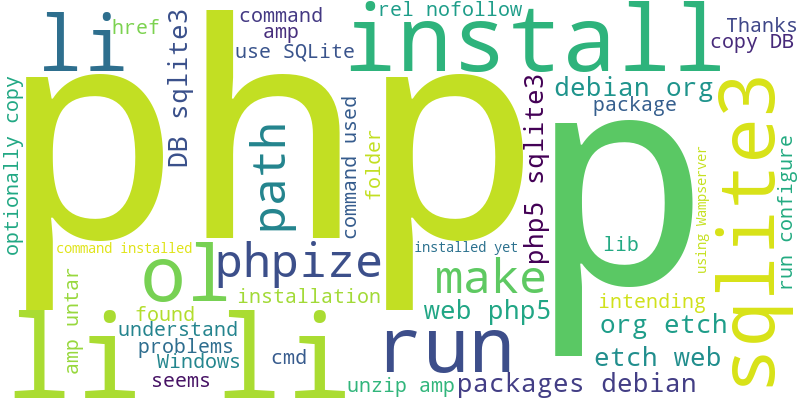 li
href
DB sqlite3
command
amp
use SQLite
rel nofollow
install
Thanks
copy DB
optionally copy
php
path
command used
folder
php5 sqlite3
debian org
package
p
using Wampserver
sqlite3
run configure
command installed
ol
phpize
installed yet
lib
make
amp untar
found
installation
web php5
intending
li li
understand
problems
Windows
seems
cmd
run
unzip amp
packages debian
org etch
etch web